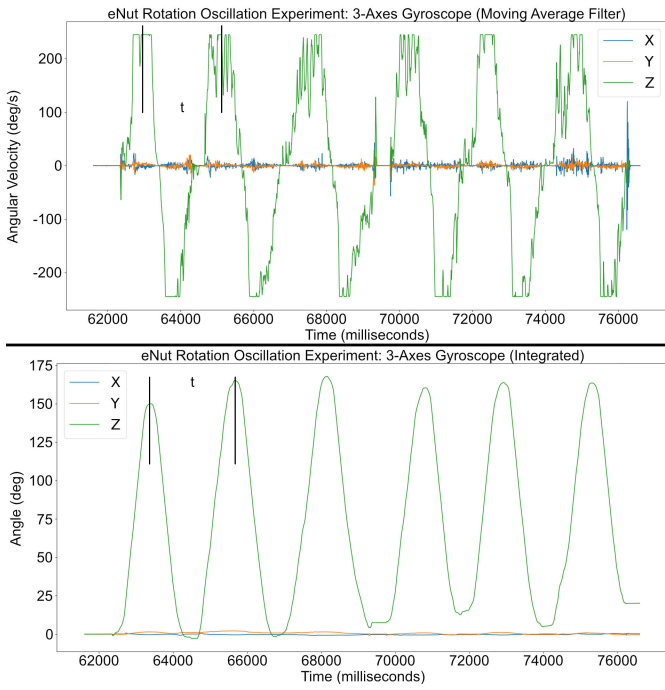 eNut Rotation Oscillation Experiment: 3-Axes Gyroscope (Moving Average Filter)
200
100
0
-100
-200
Angular Velocity (deg/s)
t
X
Y
Z
62000 64000 66000 68000 70000 72000 74000 76000
Time (milliseconds)
eNut Rotation Oscillation Experiment: 3-Axes Gyroscope (Integrated)
175
150
125
100
75
50
25
0
Angle (deg)
X
Y
Z
t
62000 64000 66000 68000 70000 72000 74000 76000
Time (milliseconds)